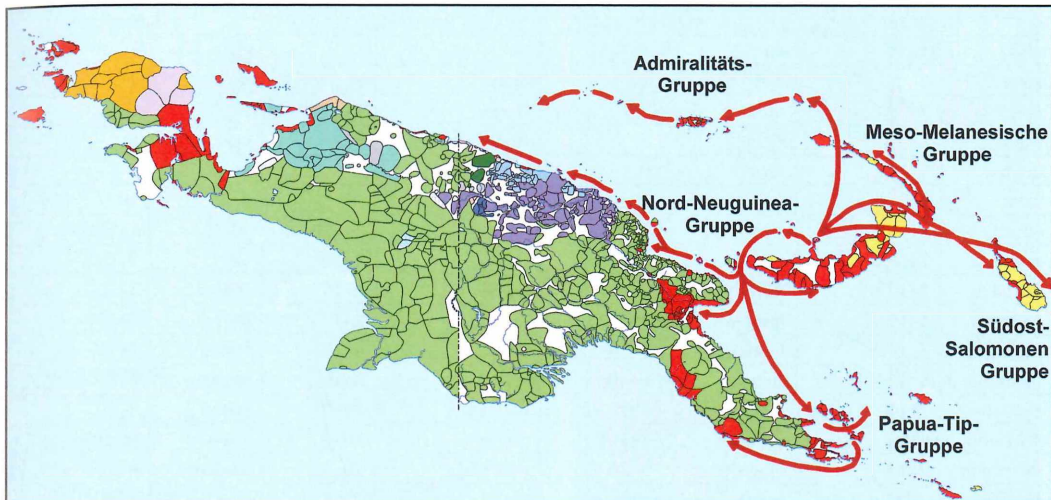 Admiralitäts-
Gruppe
Meso-Melanesische
Gruppe
Nord-Neuguinea-
Gruppe
Südost-
Salomonen
Gruppe
Papua-Tip-
Gruppe